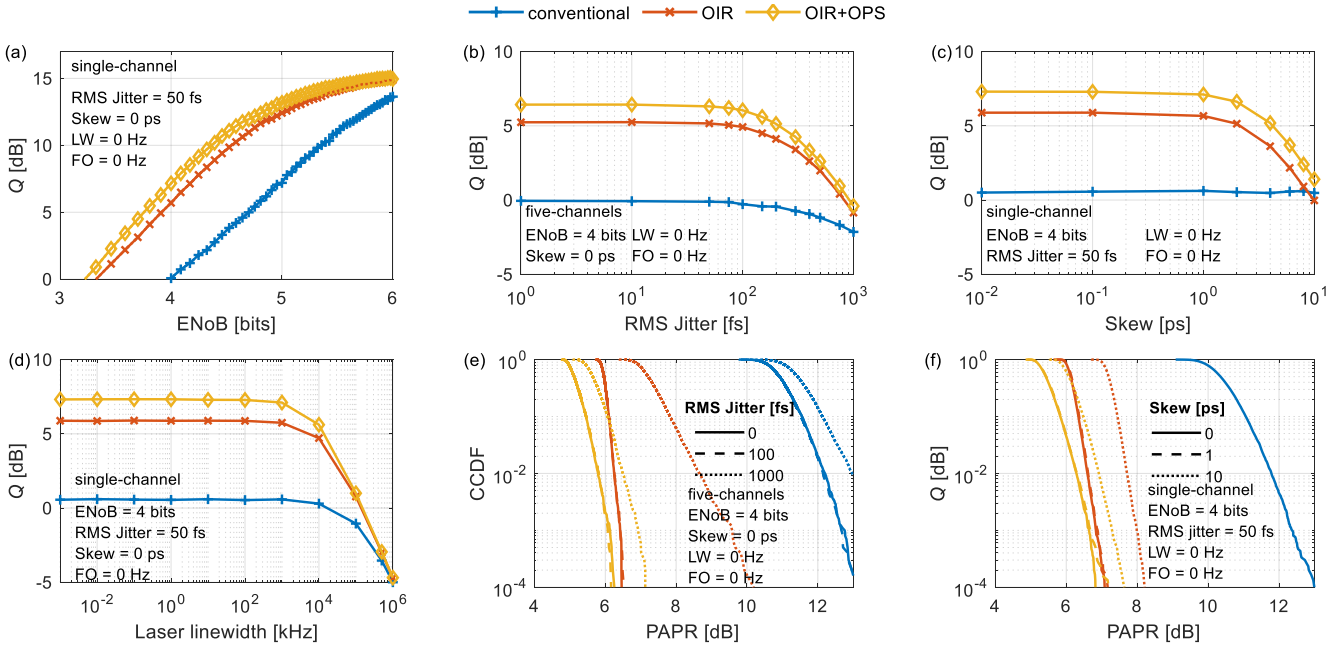 conventional OIR OIR+OPS
(a)
single-channel
RMS Jitter = 50 fs
Skew = 0 ps
LW = 0 Hz
FO = 0 Hz
15
10
5
0
Q [dB]
3 4 5 6
ENoB [bits]
(b)
10
5
0
-5
Q [dB]
five-channels
ENoB = 4 bits LW = 0 Hz
Skew = 0 ps FO = 0 Hz
10^0 10^1 10^2 10^3
RMS Jitter [fs]
(c)
10
5
0
-5
Q [dB]
single-channel
ENoB = 4 bits LW = 0 Hz
RMS Jitter = 50 fs FO = 0 Hz
10^-2 10^-1 10^0 10^1
Skew [ps]
(d)
10
5
0
-5
Q [dB]
single-channel
ENoB = 4 bits
RMS Jitter = 50 fs
Skew = 0 ps
FO = 0 Hz
10^-2 10^0 10^2 10^4 10^6
Laser linewidth [kHz]
(e)
10^0
10^-2
10^-4
CCDF
RMS Jitter [fs]
0
100
1000
five-channels
ENoB = 4 bits
Skew = 0 ps
LW = 0 Hz
FO = 0 Hz
4 6 8 10 12
PAPR [dB]
(f)
10^0
10^-2
10^-4
Q [dB]
Skew [ps]
0
1
10
single-channel
ENoB = 4 bits
RMS jitter = 50 fs
LW = 0 Hz
FO = 0 Hz
4 6 8 10 12
PAPR [dB]